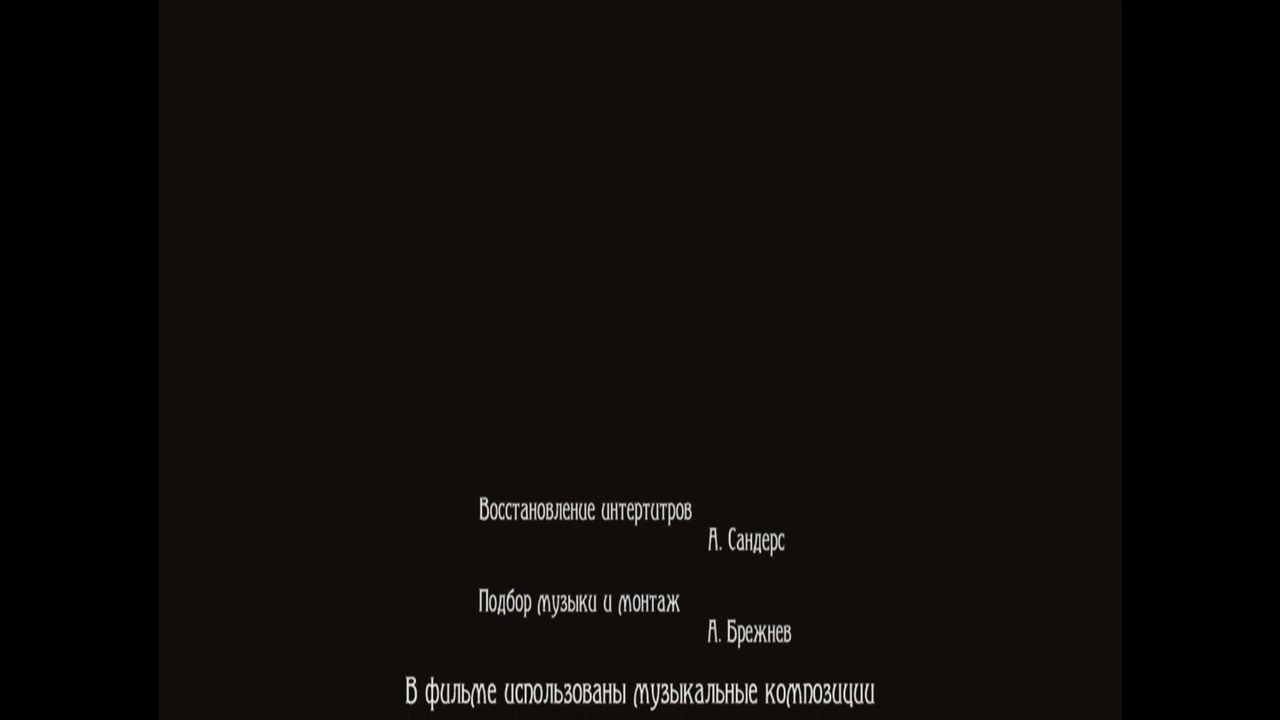 Восстановление интертитров
А. Сандерс
Подбор музыки и монтаж
А. Брежнев
В фильме использованы музыкальные композиции